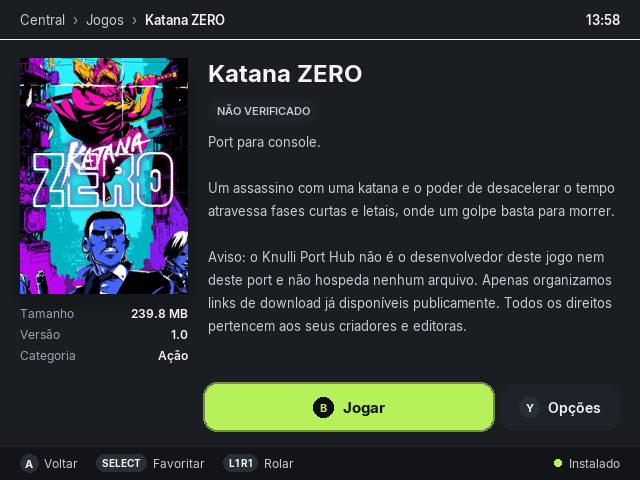 Central › Jogos › Katana ZERO
13:58
KATANA
ZERO
Katana ZERO
NÃO VERIFICADO
Port para console.
Um assassino com uma katana e o poder de desacelerar o tempo
atravessa fases curtas e letais, onde um golpe basta para morrer.
Aviso: o Knulli Port Hub não é o desenvolvedor deste jogo nem
deste port e não hospeda nenhum arquivo. Apenas organizamos
links de download já disponíveis publicamente. Todos os direitos
pertencem aos seus criadores e editoras.
Tamanho 239.8 MB
Versão 1.0
Categoria Ação
B Jogar
Y Opções
A Voltar SELECT Favoritar L1R1 Rolar
Instalado